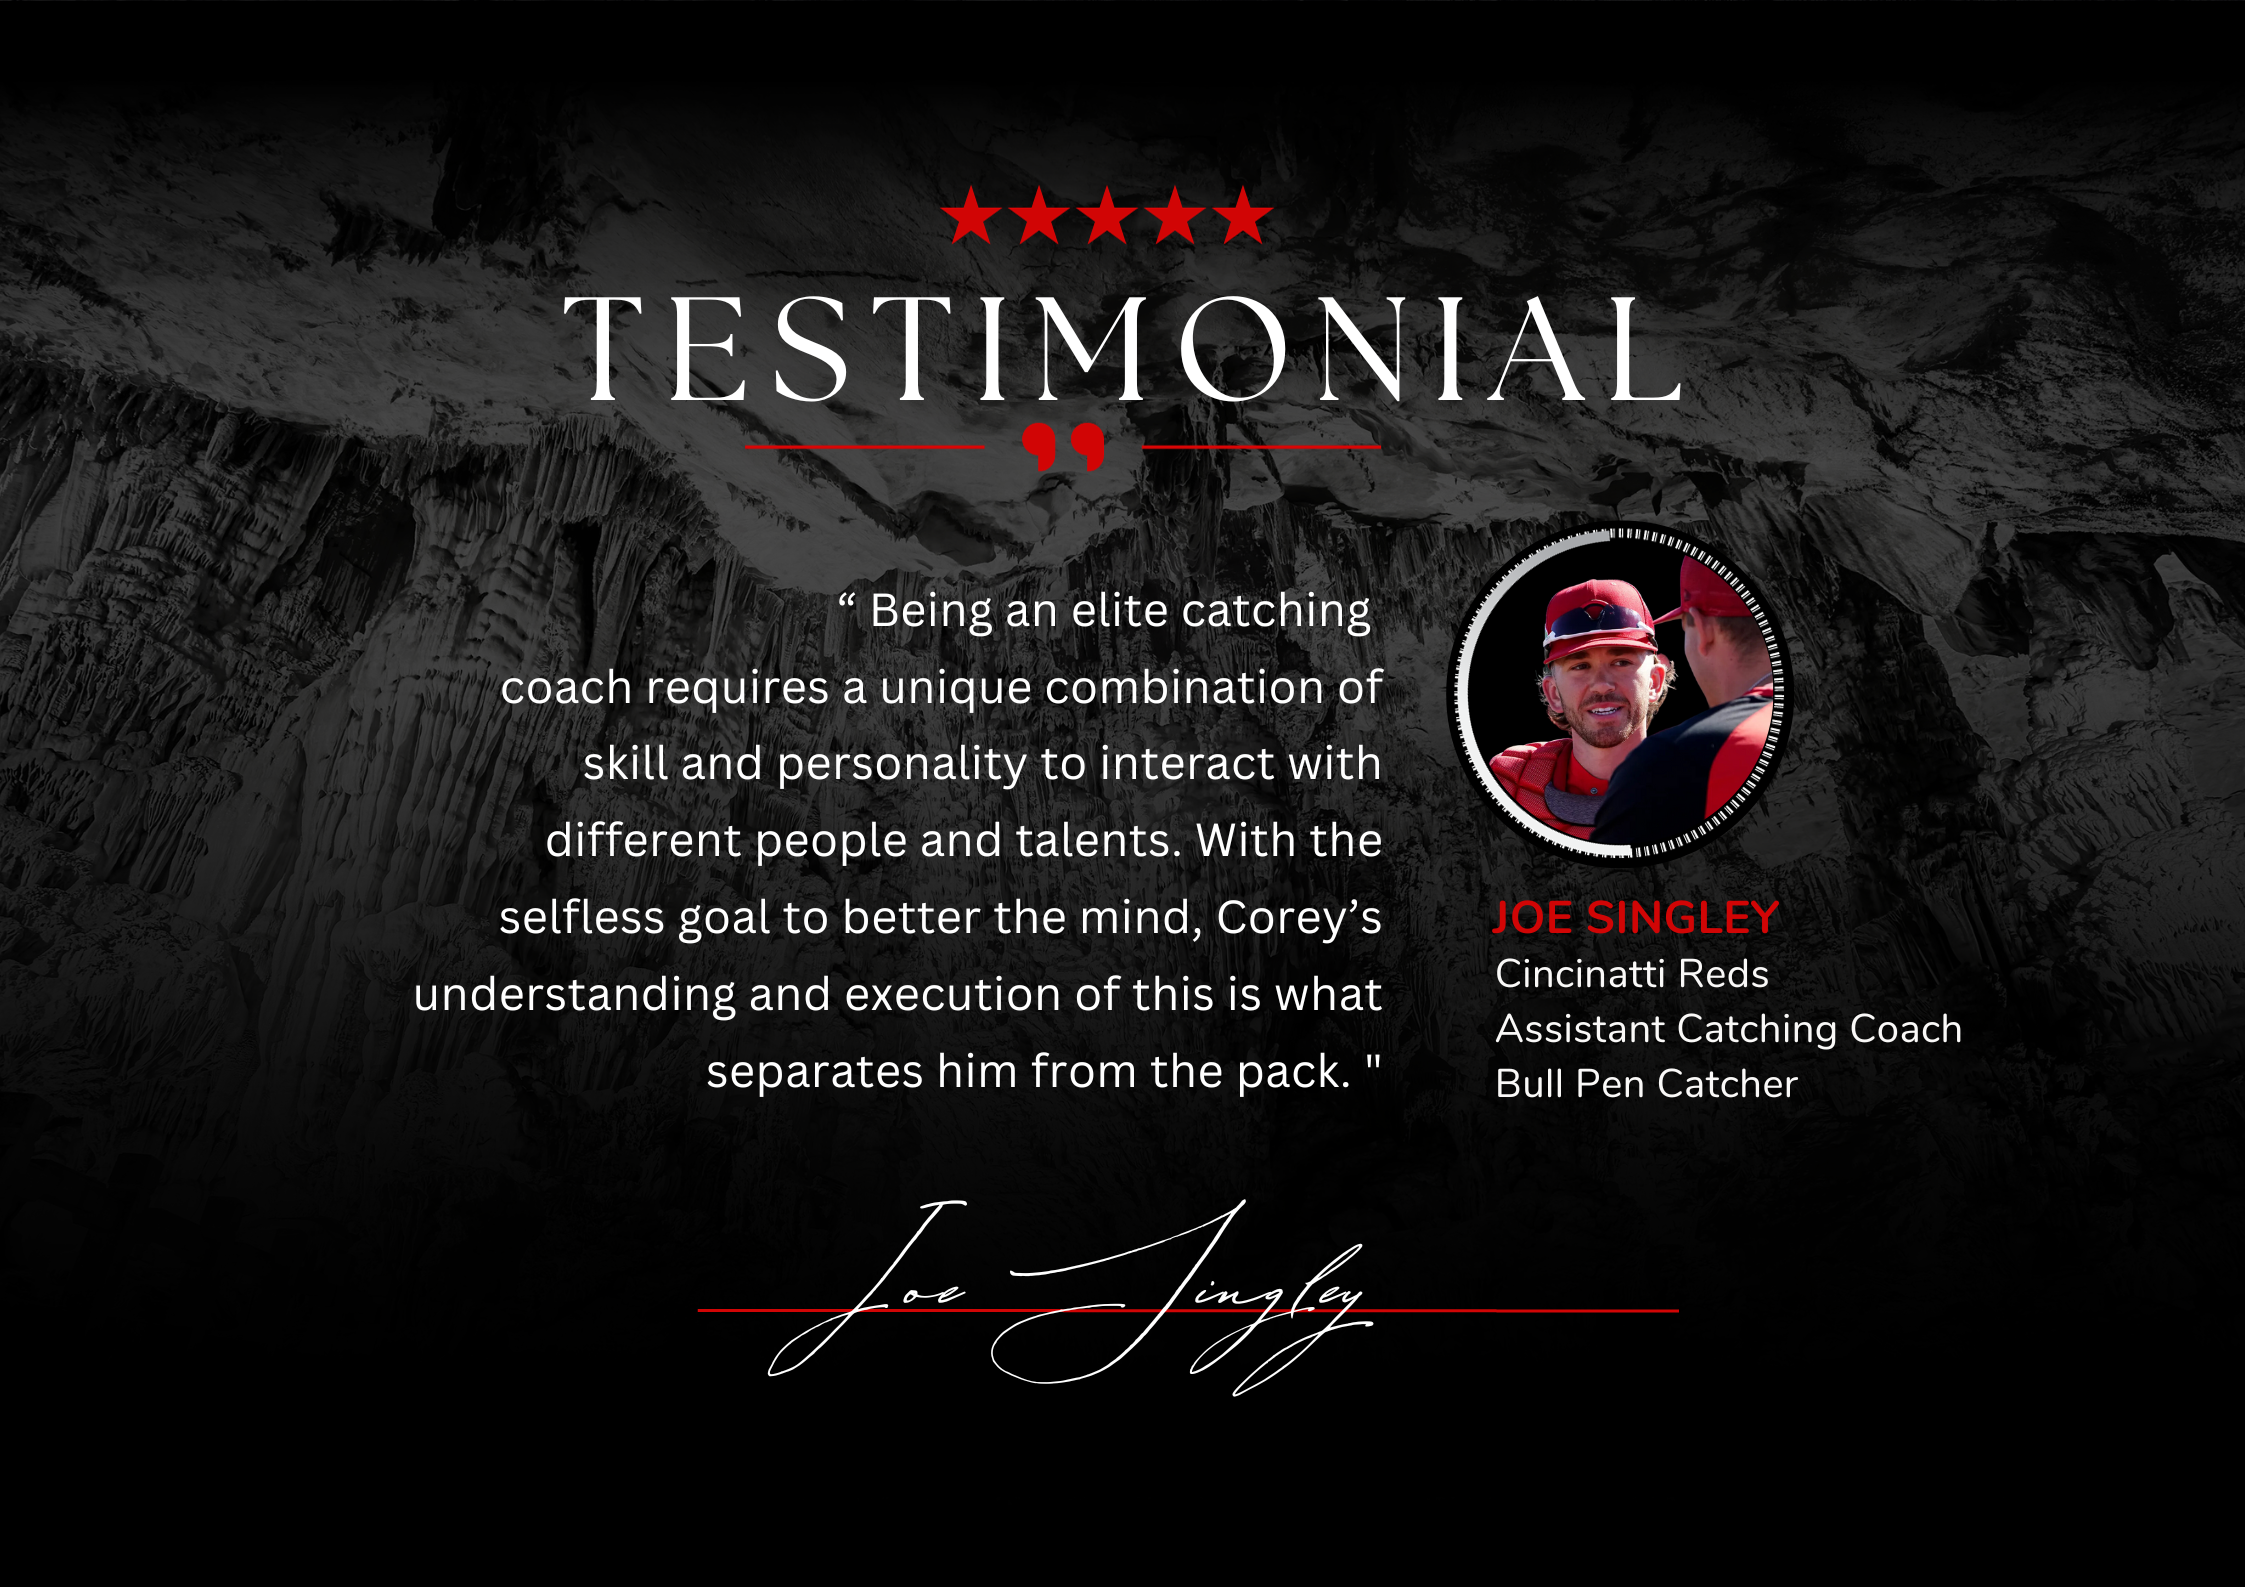 TESTIMONIAL
“ Being an elite catching
coach requires a unique combination of
skill and personality to interact with
different people and talents. With the
selfless goal to better the mind, Corey’s
understanding and execution of this is what
separates him from the pack. "
JOE SINGLEY
Cincinatti Reds
Assistant Catching Coach
Bull Pen Catcher
Joe Singley